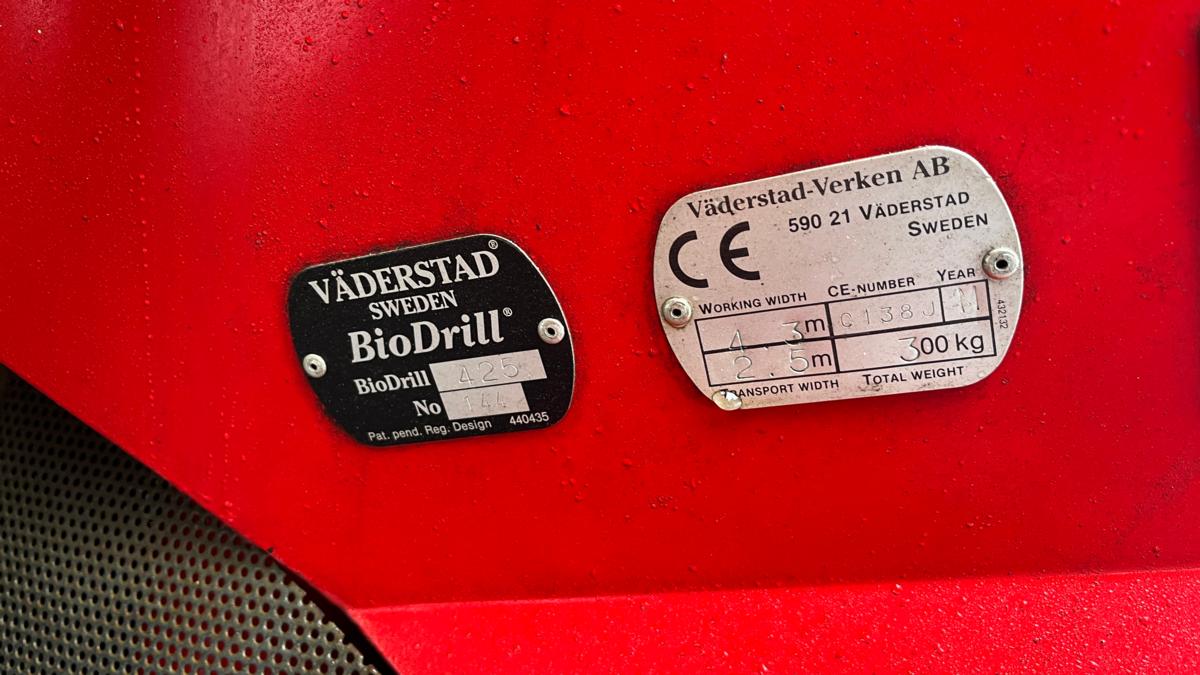 VÄDERSTAD®
SWEDEN
BioDrill®
BioDrill 425
No 144
Pat. pend. Reg. Design 440435
Väderstad-Verken AB
CE 590 21 VÄDERSTAD
SWEDEN
WORKING WIDTH CE-NUMBER YEAR
4.3m C138J 11
2.5m 300 kg
TRANSPORT WIDTH TOTAL WEIGHT
432132